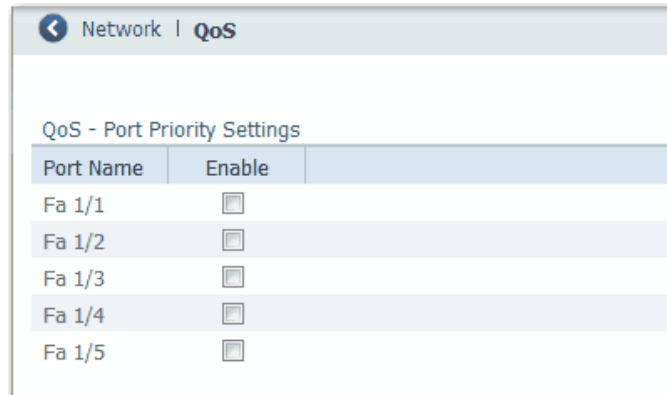 Network | QoS
QoS - Port Priority Settings
Port Name Enable
Fa 1/1
Fa 1/2
Fa 1/3
Fa 1/4
Fa 1/5